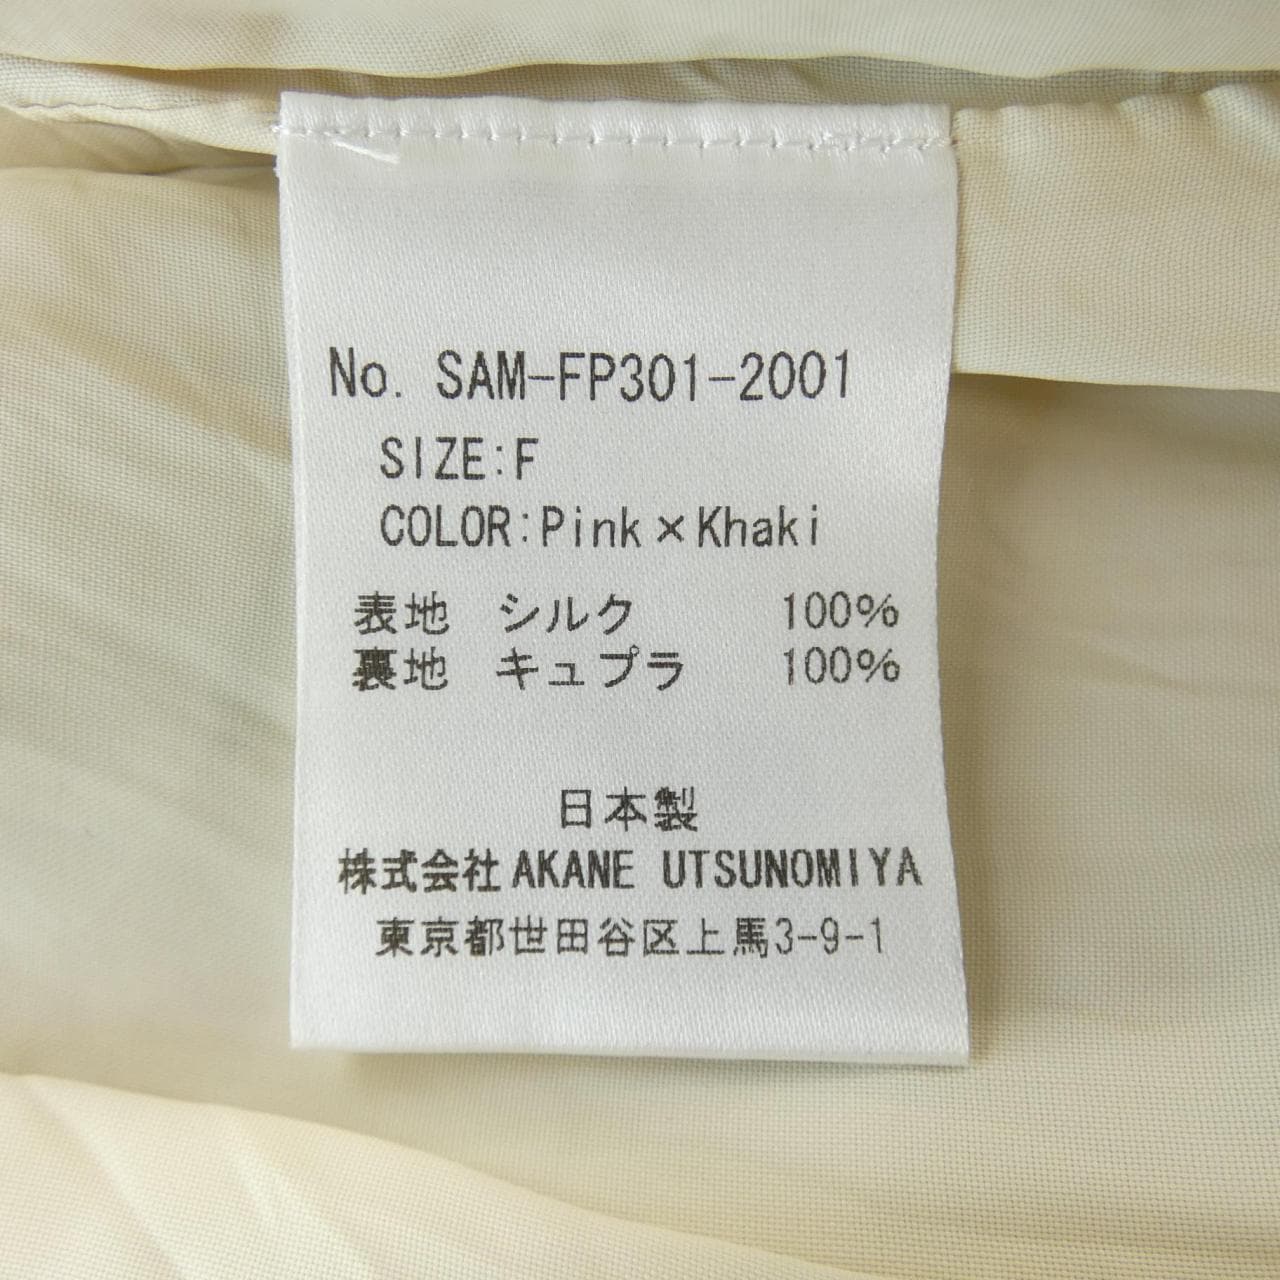 No. SAM-FP301-2001
SIZE:F
COLOR:Pink×Khaki
表地 シルク 100%
裏地 キュプラ 100%
日本製
株式会社AKANE UTSUNOMIYA
東京都世田谷区上馬3-9-1